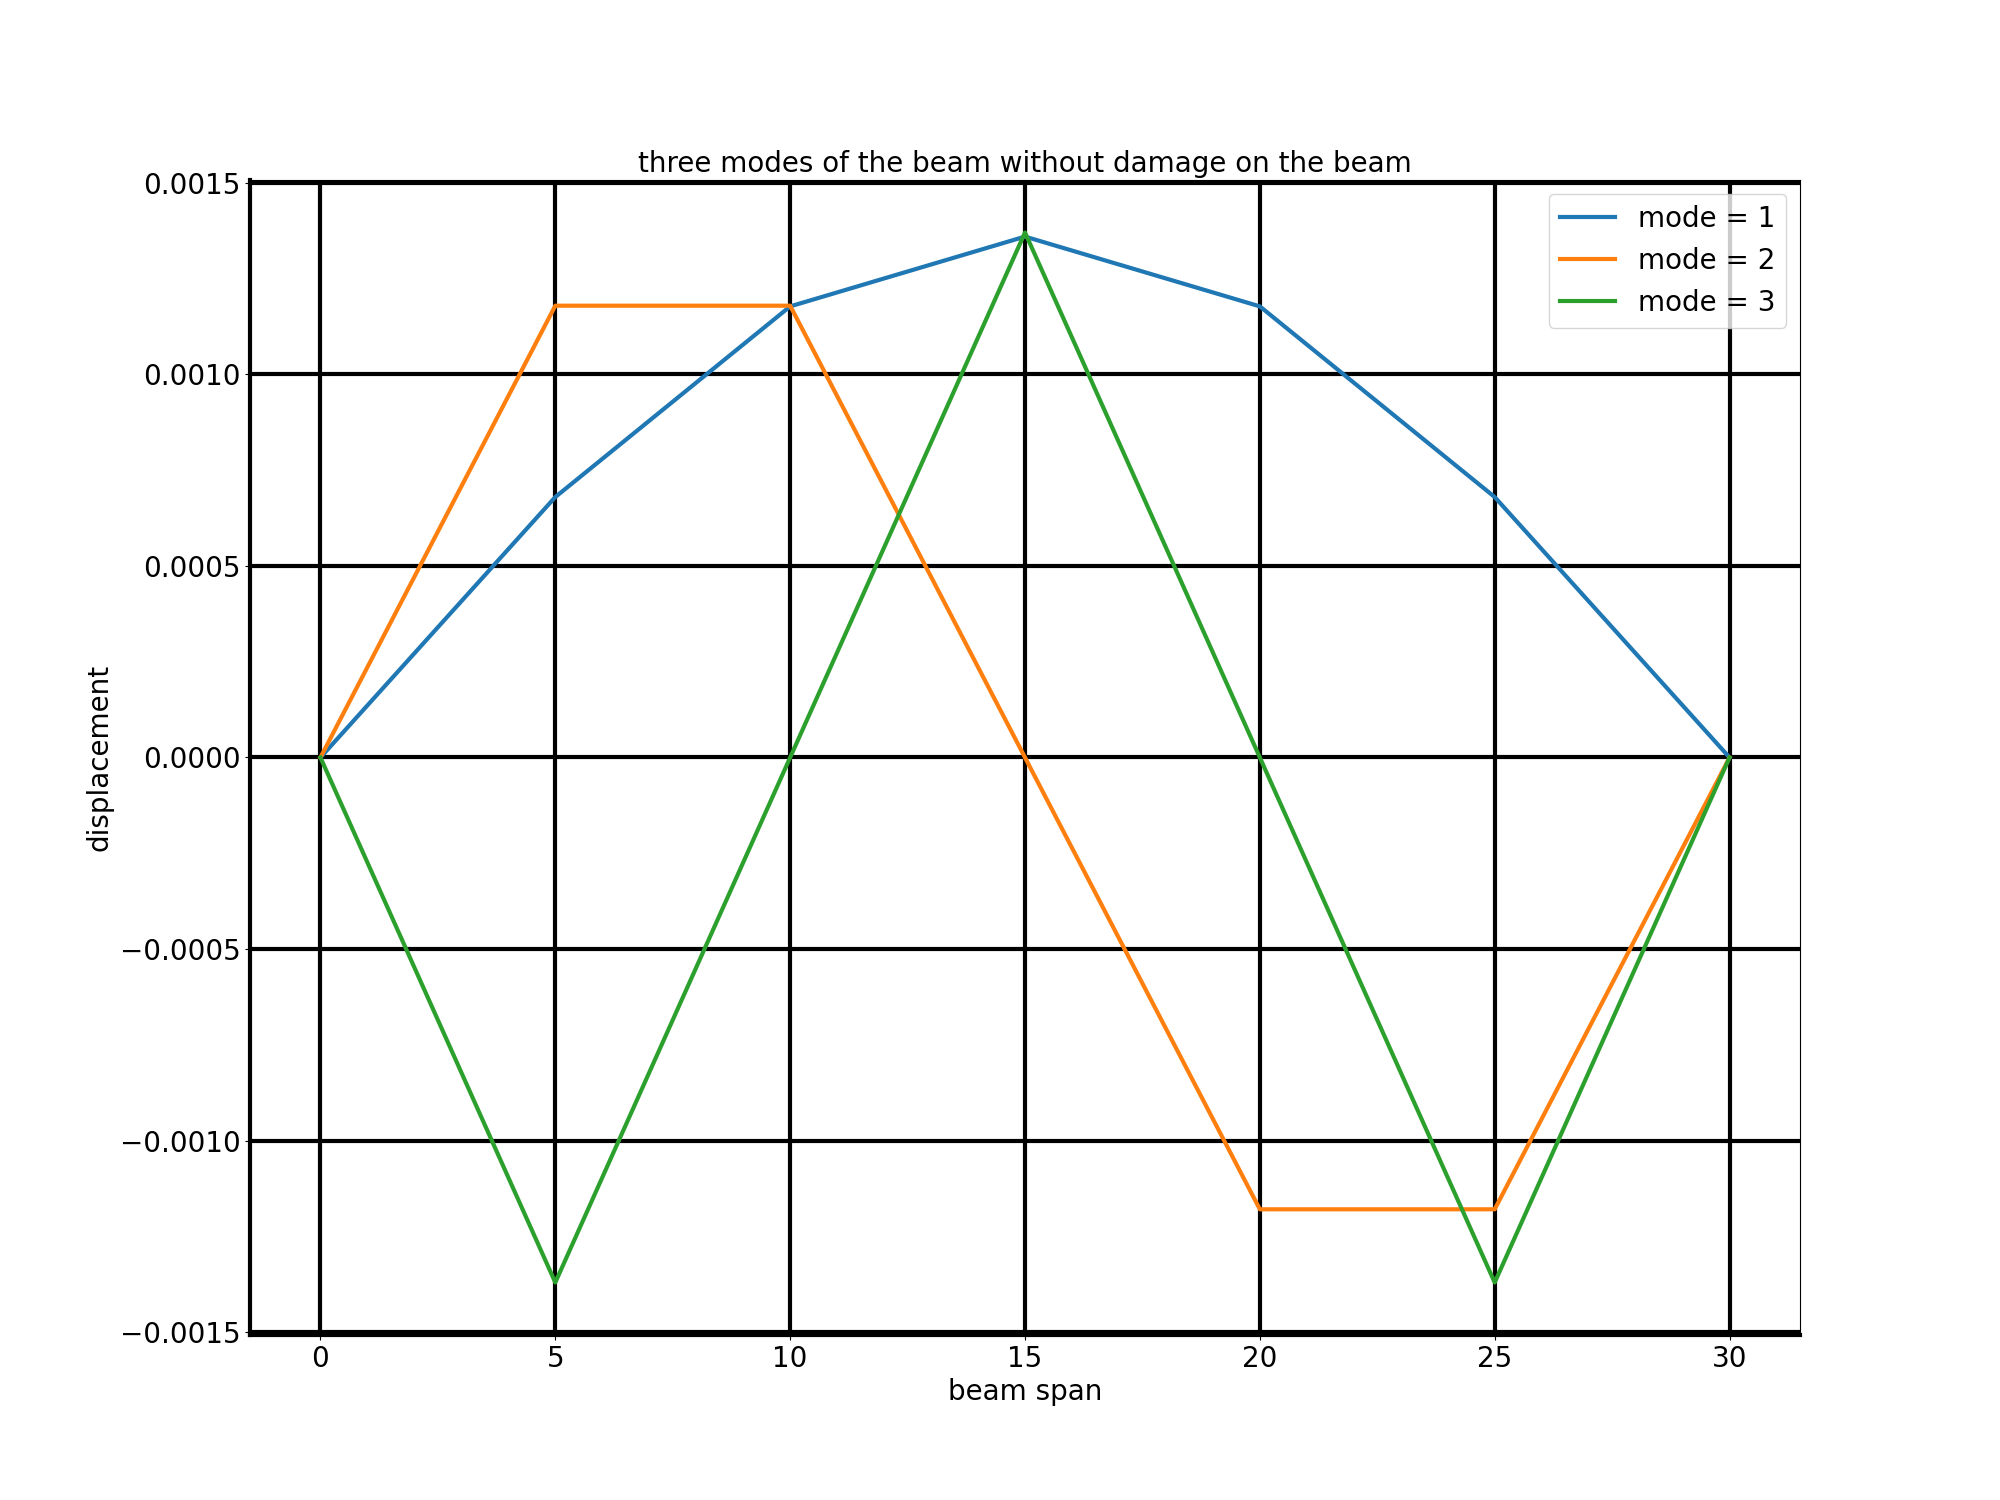 three modes of the beam without damage on the beam
0.0015
0.0010
0.0005
0.0000
−0.0005
−0.0010
−0.0015
displacement
mode = 1
mode = 2
mode = 3
0 5 10 15 20 25 30
beam span